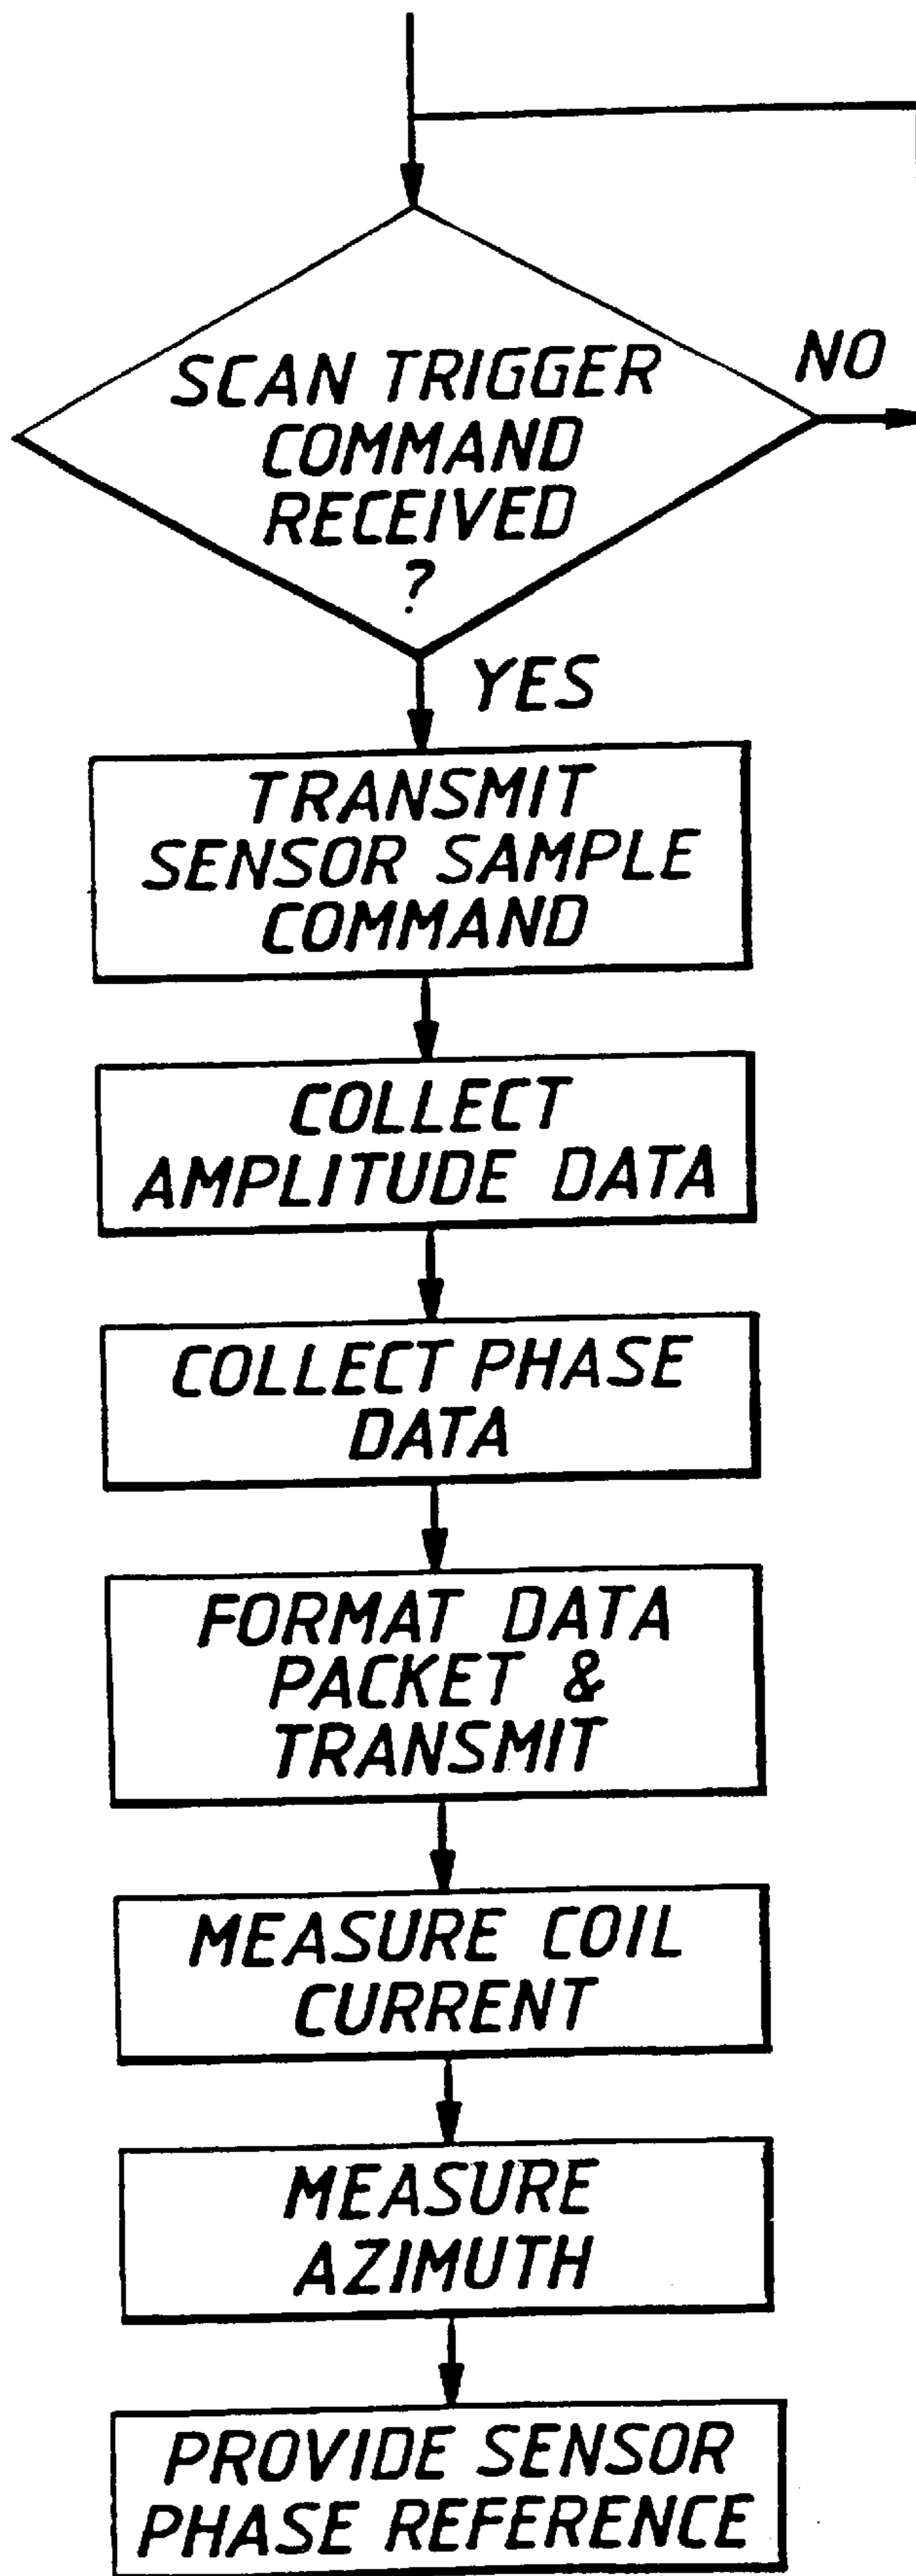 SCAN TRIGGER
COMMAND
RECEIVED
?
NO
YES
TRANSMIT
SENSOR SAMPLE
COMMAND
COLLECT
AMPLITUDE DATA
COLLECT PHASE
DATA
FORMAT DATA
PACKET &
TRANSMIT
MEASURE COIL
CURRENT
MEASURE
AZIMUTH
PROVIDE SENSOR
PHASE REFERENCE